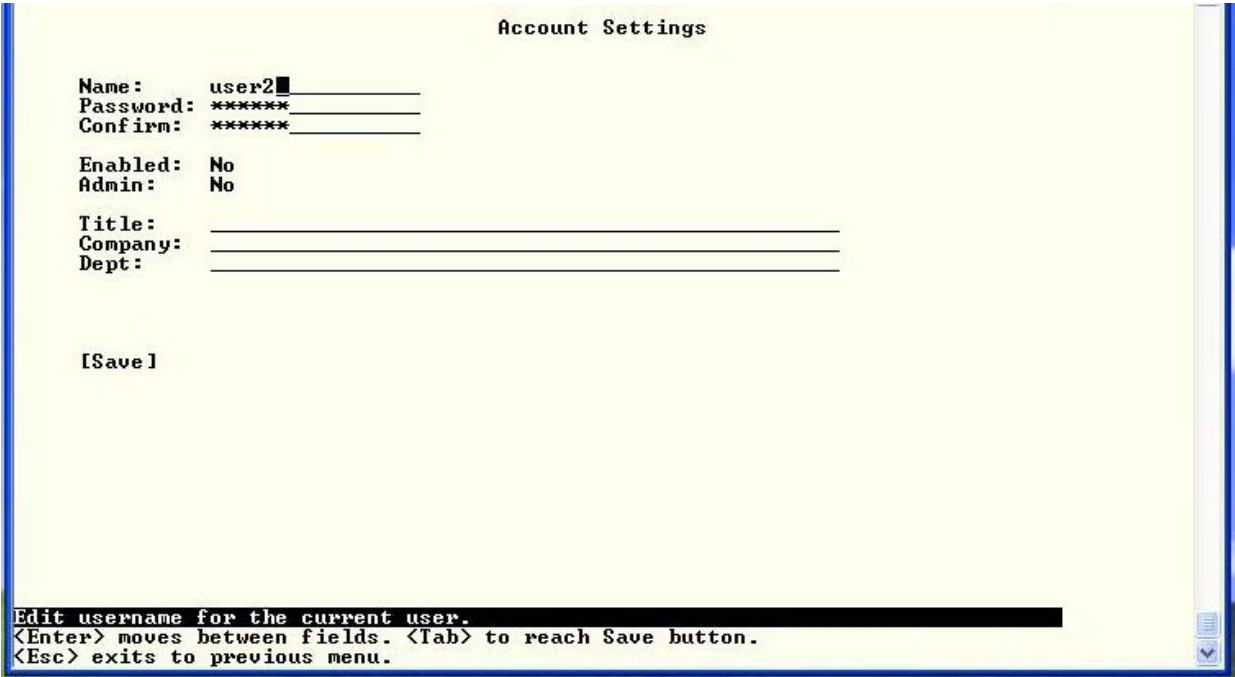 Account Settings
Name: user2
Password: ******
Confirm: ******
Enabled: No
Admin: No
Title:
Company:
Dept:
[Save]
Edit username for the current user.
<Enter> moves between fields. <Tab> to reach Save button.
<Esc> exits to previous menu.